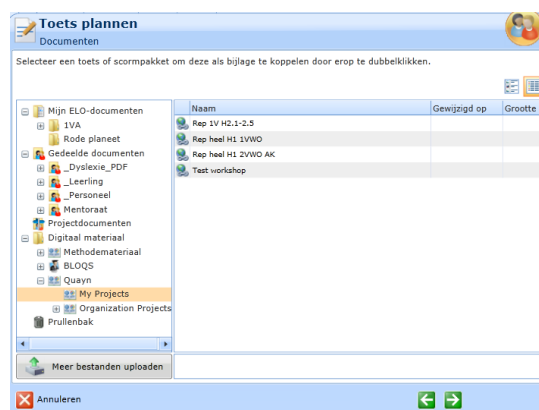 Toets plannen
Documenten
Selecteer een toets of scormpakket om deze als bijlage te koppelen door erop te dubbelklikken.
Naam Gewijzigd op Grootte
Mijn ELO-documenten
1VA
Rode planeet
Gedeelde documenten
_Dyslexie_PDF
_Leerling
_Personeel
Mentoraat
Projectdocumenten
Digitaal materiaal
Methodemateriaal
BLOQS
Quayn
My Projects
Organization Projects
Prullenbak
Rep 1V H2.1-2.5
Rep heel H1 1VWO
Rep heel H1 2VWO AK
Test workshop
Meer bestanden uploaden
Annuleren